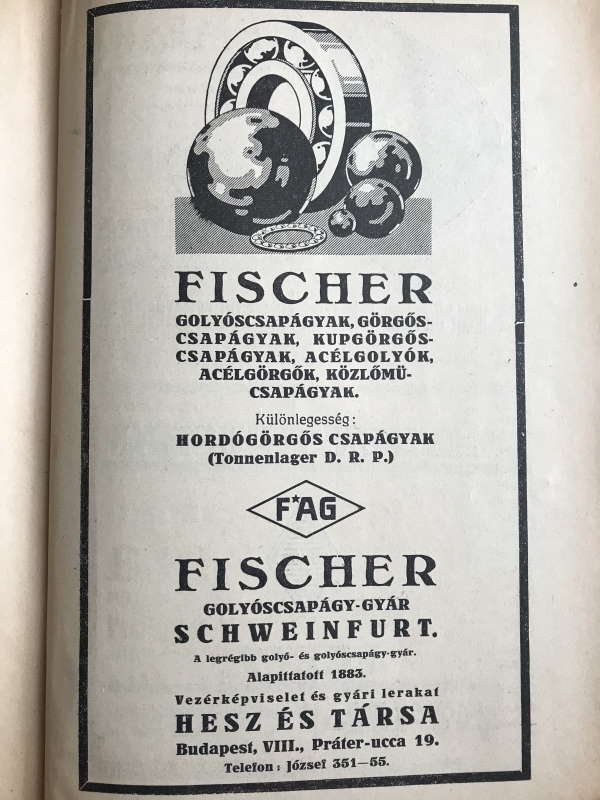 FISCHER
GOLYÓSCSAPÁGYAK, GÖRGŐS-
CSAPÁGYAK, KUPGÖRGŐS-
CSAPÁGYAK, ACÉLGOLYÓK,
ACÉLGÖRGŐK, KÖZLŐMÜ-
CSAPÁGYAK.
Különlegesség:
HORDÓGÖRGŐS CSAPÁGYAK
(Tonnenlager D. R. P.)
F*AG
FISCHER
GOLYÓSCSAPÁGY-GYÁR
SCHWEINFURT.
A legrégibb golyó- és golyóscsapágy-gyár.
Alapittatott 1883.
Vezérképviselet és gyári lerakat
HESZ ÉS TÁRSA
Budapest, VIII., Práter-ucca 19.
Telefon: József 351—55.